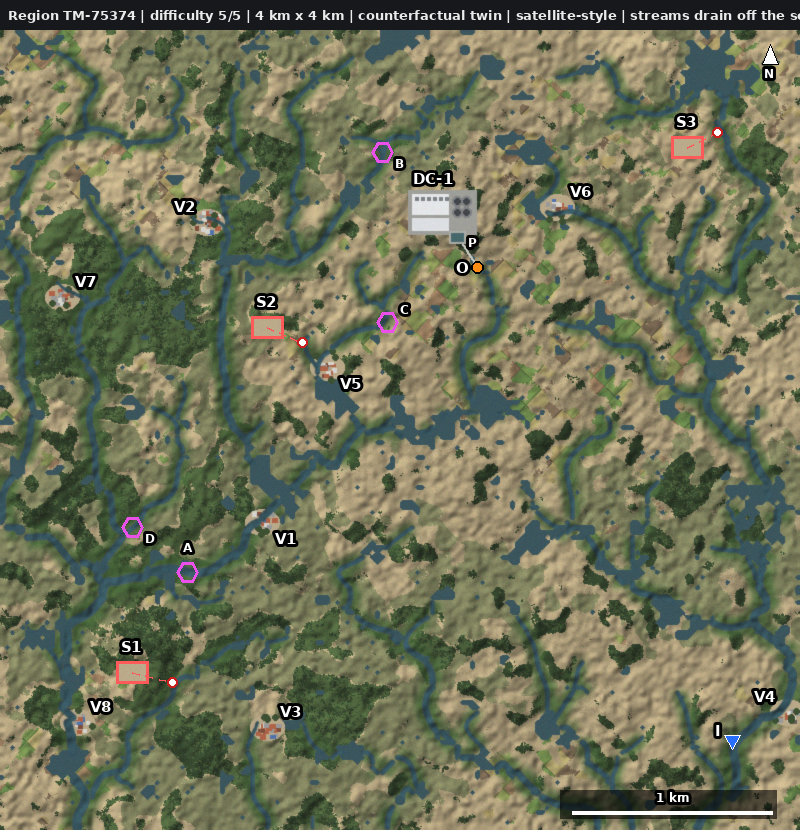 Region TM-75374 | difficulty 5/5 | 4 km x 4 km | counterfactual twin | satellite-style | streams drain off the s
N
S3
B
DC-1
V6
V2
P
O
V7
S2
C
V5
D
A
V1
S1
V4
V8
V3
I
1 km